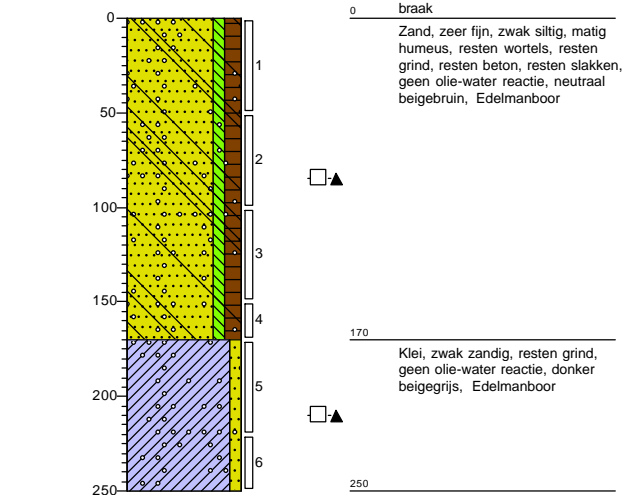 0
0
braak
Zand, zeer fijn, zwak siltig, matig
humeus, resten wortels, resten
grind, resten beton, resten slakken,
geen olie-water reactie, neutraal
beigebruin, Edelmanboor
1
50
2
100
3
150
4
170
Klei, zwak zandig, resten grind,
geen olie-water reactie, donker
beigegrijs, Edelmanboor
5
200
6
250
250